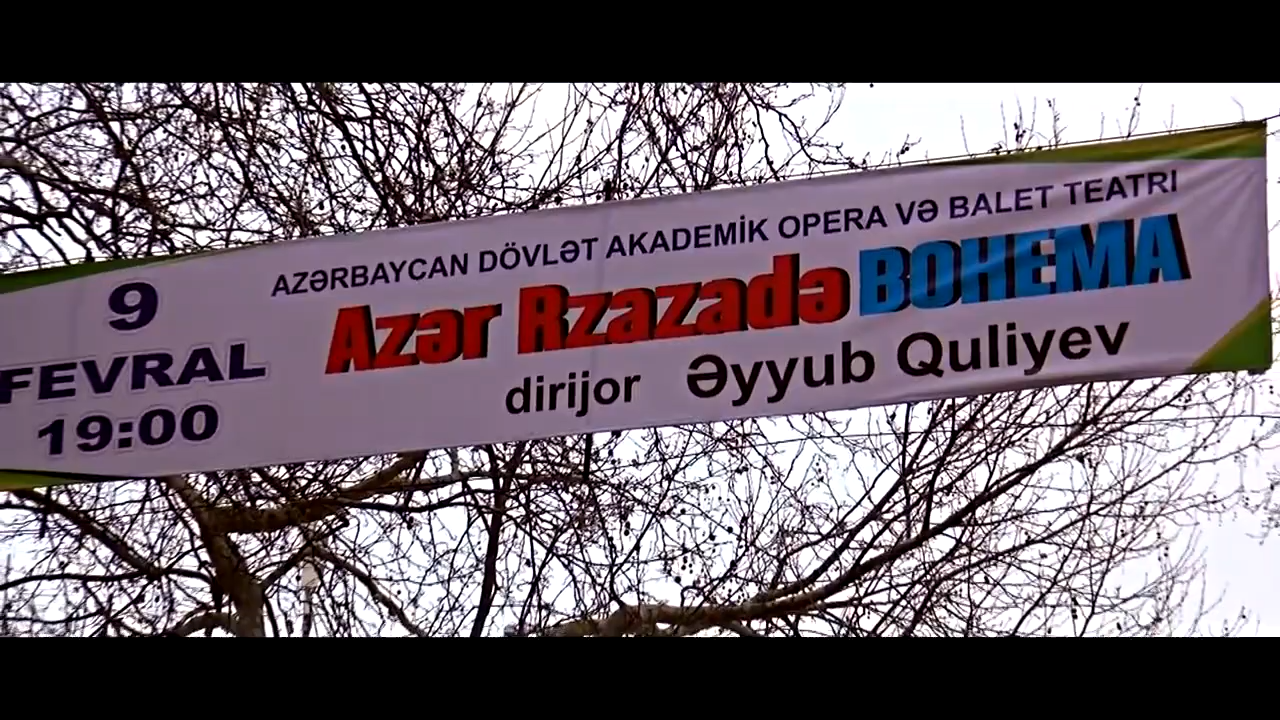 9
FEVRAL
19:00
AZƏRBAYCAN DÖVLƏT AKADEMİK OPERA VƏ BALET TEATRI
Azər Rzazadə BOHEMA
dirijor Əyyub Quliyev